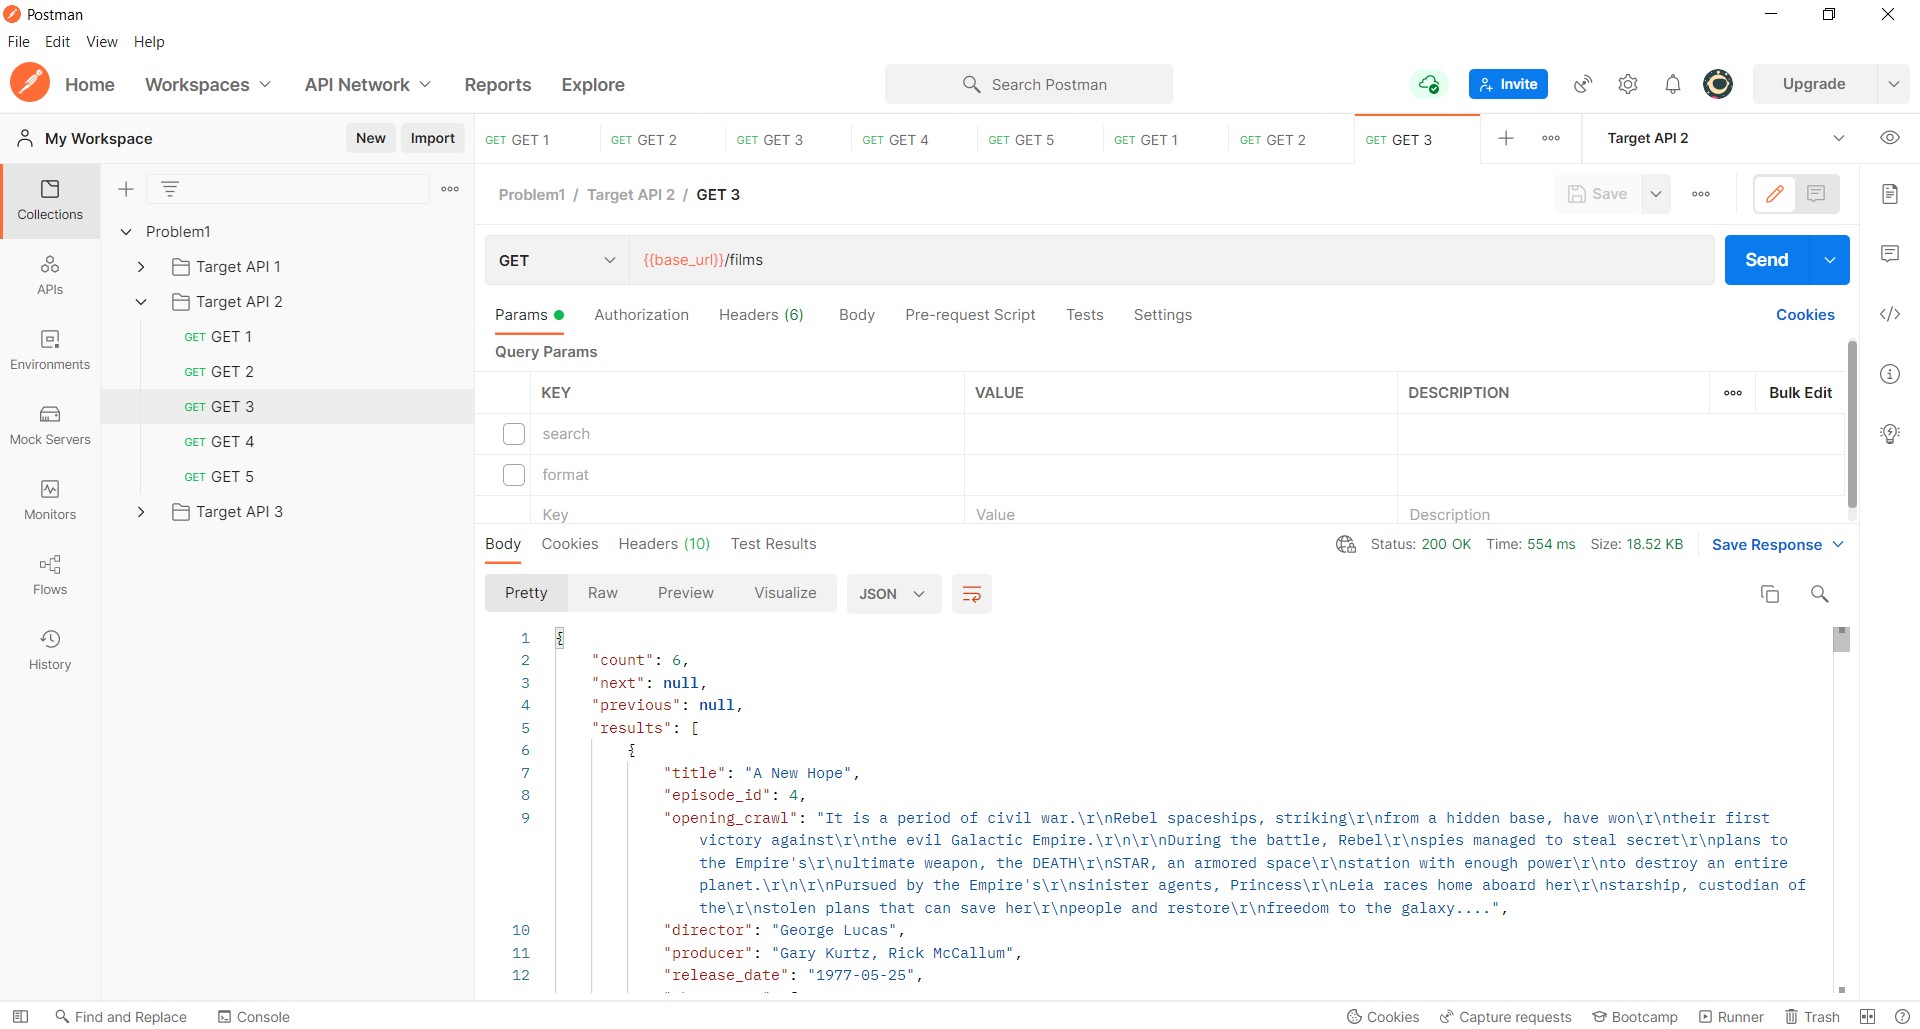 Postman
File Edit View Help
Home Workspaces API Network Reports Explore Search Postman Invite Upgrade
My Workspace New Import
GET GET 1 GET GET 2 GET GET 3 GET GET 4 GET GET 5 GET GET 1 GET GET 2 GET GET 3 Target API 2
Collections
APIs
Environments
Mock Servers
Monitors
Flows
History
Problem1
Target API 1
Target API 2
GET GET 1
GET GET 2
GET GET 3
GET GET 4
GET GET 5
Target API 3
Problem1 / Target API 2 / GET 3 Save
GET {{base_url}}/films Send
Params Authorization Headers (6) Body Pre-request Script Tests Settings Cookies
Query Params
KEY VALUE DESCRIPTION Bulk Edit
search
format
Key Value Description
Body Cookies Headers (10) Test Results Status: 200 OK Time: 554 ms Size: 18.52 KB Save Response
Pretty Raw Preview Visualize JSON
1 {
2 "count": 6,
3 "next": null,
4 "previous": null,
5 "results": [
6 {
7 "title": "A New Hope",
8 "episode_id": 4,
9 "opening_crawl": "It is a period of civil war.\r\nRebel spaceships, striking\r\nfrom a hidden base, have won\r\ntheir first
victory against\r\nthe evil Galactic Empire.\r\n\r\nDuring the battle, Rebel\r\nspies managed to steal secret\r\nplans to
the Empire's\r\nultimate weapon, the DEATH\r\nSTAR, an armored space\r\nstation with enough power\r\nto destroy an entire
planet.\r\n\r\nPursued by the Empire's\r\nsinister agents, Princess\r\nLeia races home aboard her\r\nstarship, custodian of
the\r\nstolen plans that can save her\r\npeople and restore\r\nfreedom to the galaxy....",
10 "director": "George Lucas",
11 "producer": "Gary Kurtz, Rick McCallum",
12 "release_date": "1977-05-25",
Find and Replace Console Cookies Capture requests Bootcamp Runner Trash